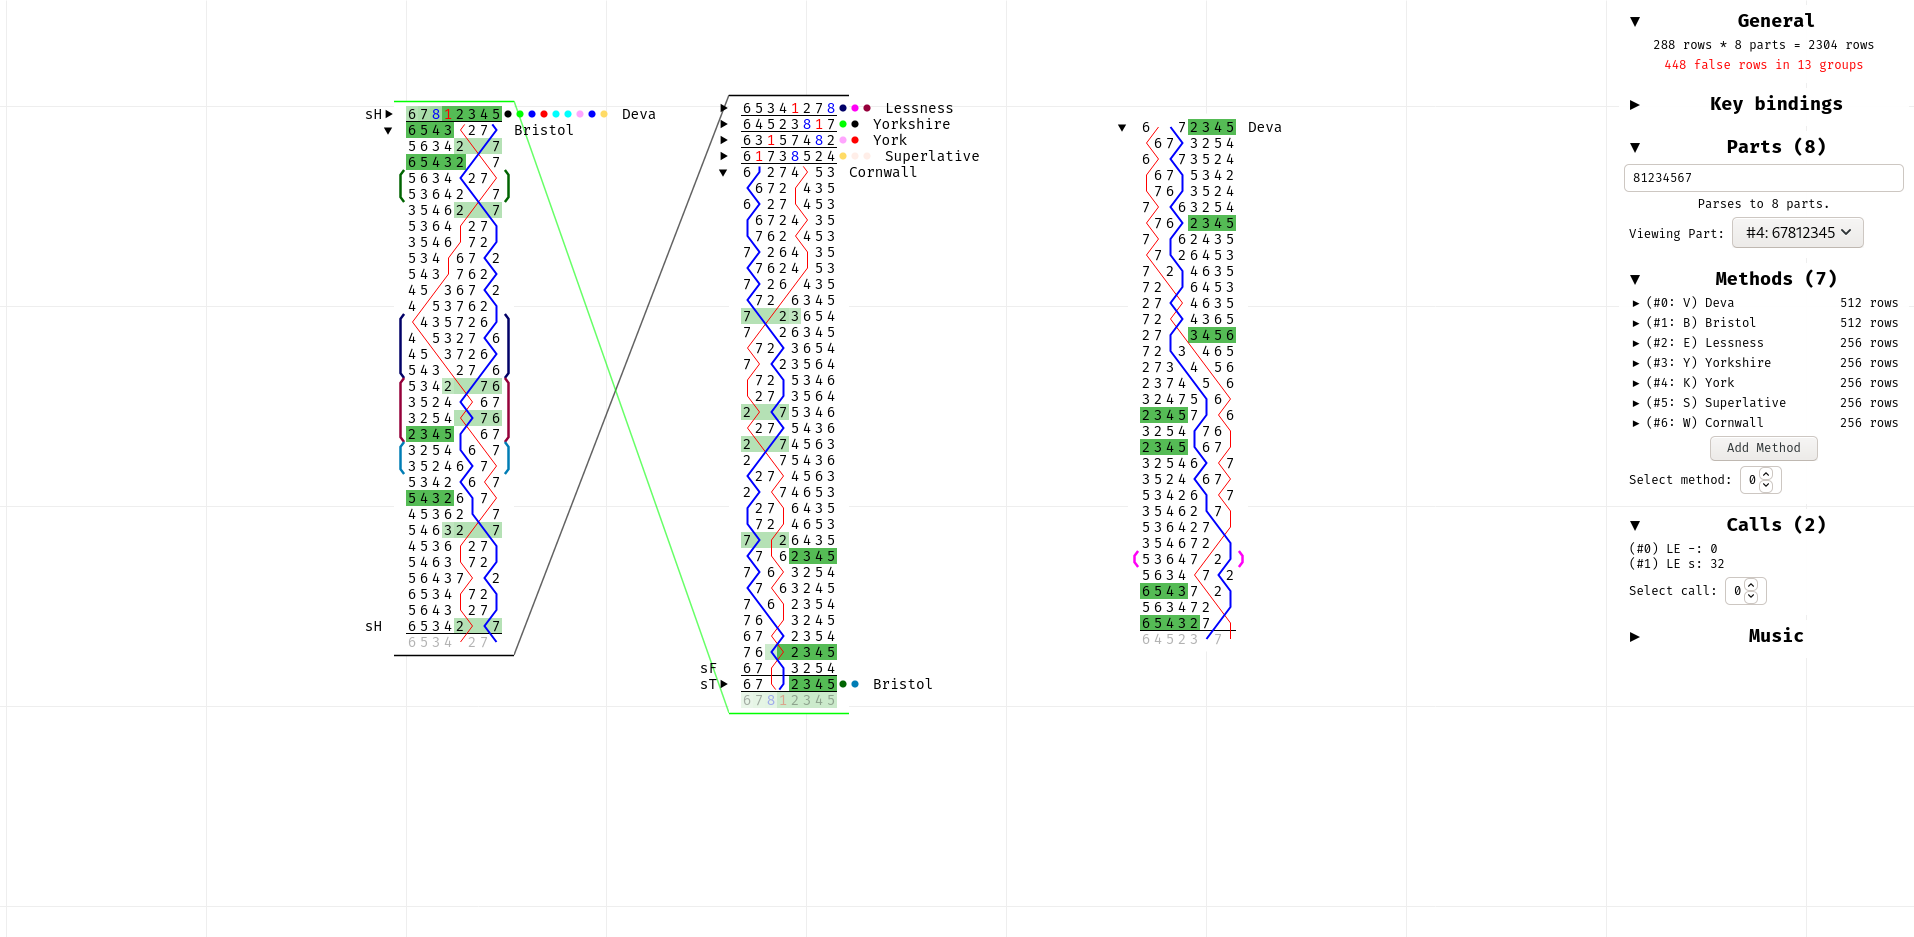 sH ▶ 67812345 Deva
▼ 6543 27 Bristol
56342 7
65432 7
5634 27
53642 7
35462 7
5364 27
3546 72
534 67 2
543 762
45 367 2
4 53762
435726
4 5327 6
45 3726
543 27 6
5342 76
3524 67
3254 76
2345 67
3254 6 7
35246 7
5342 6 7
54326 7
45362 7
54632 7
4536 27
5463 72
56437 2
6534 72
5643 27
sH 65342 7
6534 27
▶ 65341278 Lessness
▶ 64523817 Yorkshire
▶ 63157482 York
▶ 61738524 Superlative
▼ 6 274 53 Cornwall
672 435
6 27 453
6724 35
762 453
7 264 35
7624 53
7 26 435
72 6345
7 23654
7 26345
72 3654
7 23564
72 5346
27 3564
2 75346
27 5436
2 74563
2 75436
27 4563
2 74653
27 6435
72 4653
7 26435
7 62345
7 6 3254
7 63245
7 6 2354
76 3245
67 2354
76 2345
sF 67 3254
sT ▶ 67 2345 Bristol
67812345
▼ 6 72345 Deva
67 3254
6 73524
67 5342
76 3524
7 63254
76 2345
7 62435
7 26453
7 2 4635
72 6453
27 4635
72 4365
27 3456
72 3 465
273 4 56
2374 5 6
32475 6
23457 6
3254 76
2345 67
32546 7
3524 67
53426 7
35462 7
536427
354672
53647 2
5634 7 2
65437 2
563472
654327
64523 7
▼ General
288 rows * 8 parts = 2304 rows
448 false rows in 13 groups
▶ Key bindings
▼ Parts (8)
81234567
Parses to 8 parts.
Viewing Part: #4: 67812345
▼ Methods (7)
▶ (#0: V) Deva 512 rows
▶ (#1: B) Bristol 512 rows
▶ (#2: E) Lessness 256 rows
▶ (#3: Y) Yorkshire 256 rows
▶ (#4: K) York 256 rows
▶ (#5: S) Superlative 256 rows
▶ (#6: W) Cornwall 256 rows
Add Method
Select method: 0
▼ Calls (2)
(#0) LE -: 0
(#1) LE s: 32
Select call: 0
▶ Music